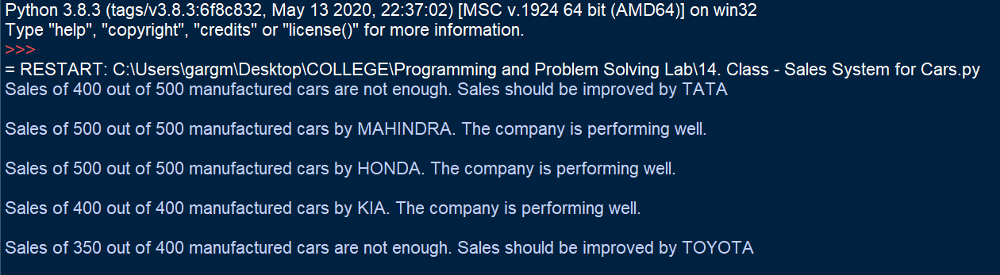 Python 3.8.3 (tags/v3.8.3:6f8c832, May 13 2020, 22:37:02) [MSC v.1924 64 bit (AMD64)] on win32
Type "help", "copyright", "credits" or "license()" for more information.
>>>
= RESTART: C:\Users\gargm\Desktop\COLLEGE\Programming and Problem Solving Lab\14. Class - Sales System for Cars.py
Sales of 400 out of 500 manufactured cars are not enough. Sales should be improved by TATA
Sales of 500 out of 500 manufactured cars by MAHINDRA. The company is performing well.
Sales of 500 out of 500 manufactured cars by HONDA. The company is performing well.
Sales of 400 out of 400 manufactured cars by KIA. The company is performing well.
Sales of 350 out of 400 manufactured cars are not enough. Sales should be improved by TOYOTA